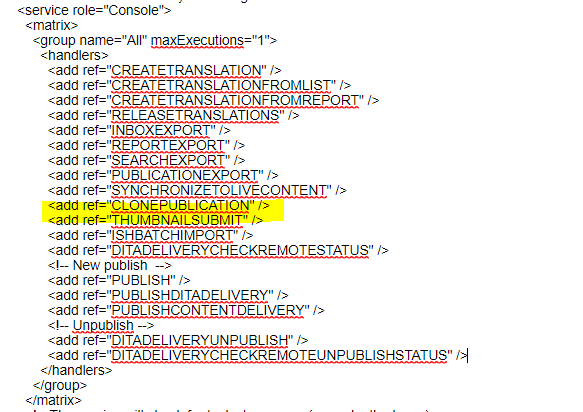 <service role="Console">
<matrix>
<group name="All" maxExecutions="1">
<handlers>
<add ref="CREATETRANSLATION" />
<add ref="CREATETRANSLATIONFROMLIST" />
<add ref="CREATETRANSLATIONFROMREPORT" />
<add ref="RELEASETRANSLATIONS" />
<add ref="INBOXEXPORT" />
<add ref="REPORTEXPORT" />
<add ref="SEARCHEXPORT" />
<add ref="PUBLICATIONEXPORT" />
<add ref="SYNCHRONIZETOLIVECONTENT" />
<add ref="CLONEPUBLICATION" />
<add ref="THUMBNAILSUBMIT" />
<add ref="ISHBATCHIMPORT" />
<add ref="DITADELIVERYCHECKREMOTESTATUS" />
<!-- New publish  -->
<add ref="PUBLISH" />
<add ref="PUBLISHDITADELIVERY" />
<add ref="PUBLISHCONTENTDELIVERY" />
<!-- Unpublish -->
<add ref="DITADELIVERYUNPUBLISH" />
<add ref="DITADELIVERYCHECKREMOTEUNPUBLISHSTATUS" />
</handlers>
</group>
</matrix>